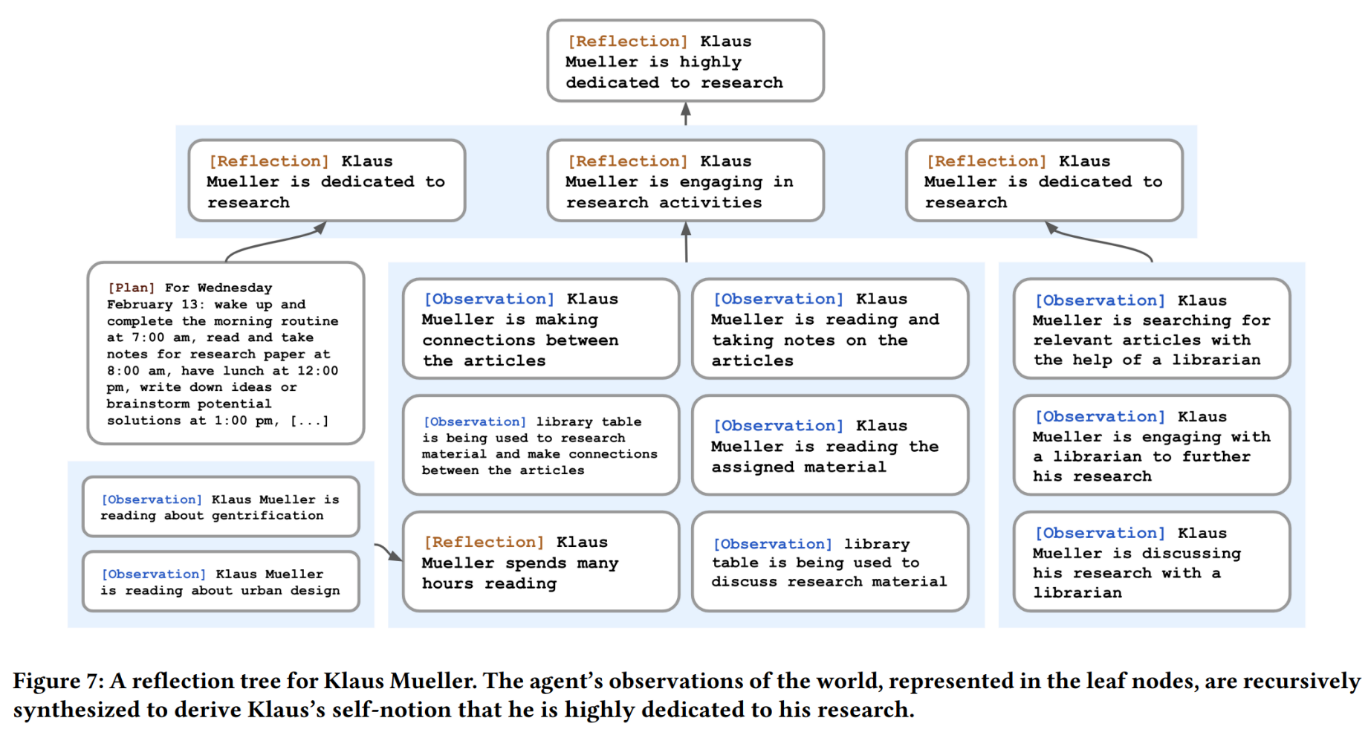 [Reflection] Klaus
Mueller is highly
dedicated to research
[Reflection] Klaus
Mueller is dedicated to
research
[Reflection] Klaus
Mueller is engaging in
research activities
[Reflection] Klaus
Mueller is dedicated to
research
[Plan] For Wednesday
February 13: wake up and
complete the morning routine
at 7:00 am, read and take
notes for research paper at
8:00 am, have lunch at 12:00
pm, write down ideas or
brainstorm potential
solutions at 1:00 pm, [...]
[Observation] Klaus Mueller is
reading about gentrification
[Observation] Klaus Mueller
is reading about urban design
[Observation] Klaus
Mueller is making
connections between
the articles
[Observation] Klaus
Mueller is reading and
taking notes on the
articles
[Observation] library table
is being used to research
material and make connections
between the articles
[Observation] Klaus
Mueller is reading the
assigned material
[Reflection] Klaus
Mueller spends many
hours reading
[Observation] library
table is being used to
discuss research material
[Observation] Klaus
Mueller is searching for
relevant articles with
the help of a librarian
[Observation] Klaus
Mueller is engaging with
a librarian to further
his research
[Observation] Klaus
Mueller is discussing
his research with a
librarian
Figure 7: A reflection tree for Klaus Mueller. The agent's observations of the world, represented in the leaf nodes, are recursively
synthesized to derive Klaus's self-notion that he is highly dedicated to his research.